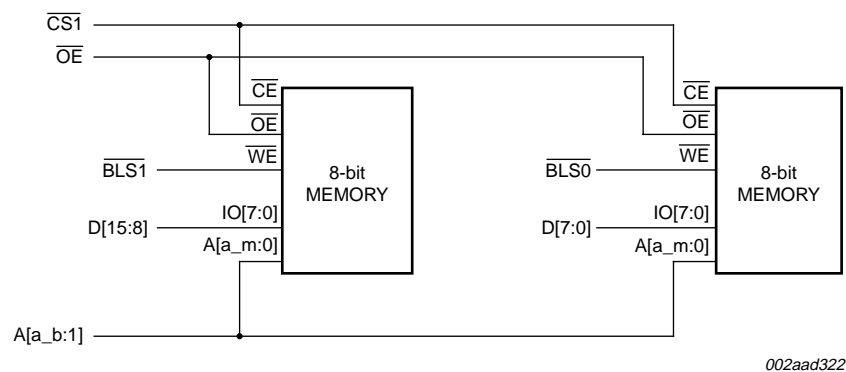 CS1
OE
CE
CE
OE
OE
WE
WE
BLS1
8-bit
MEMORY
BLS0
8-bit
MEMORY
IO[7:0]
IO[7:0]
D[15:8]
D[7:0]
A[a_m:0]
A[a_m:0]
A[a_b:1]
002aad322